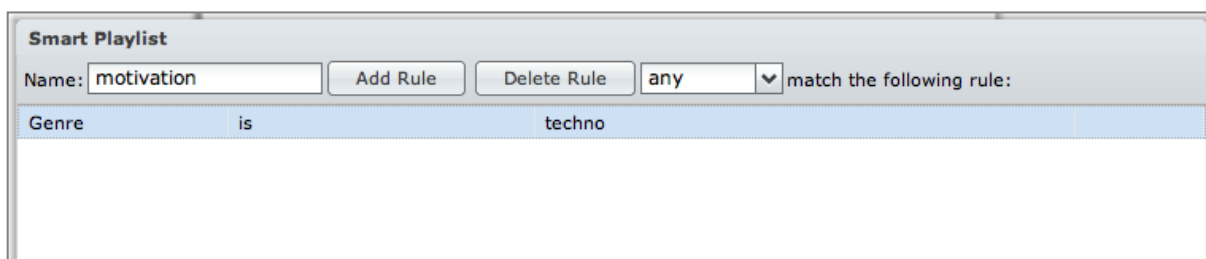 Smart Playlist
Name: motivation Add Rule Delete Rule any match the following rule:
Genre is techno